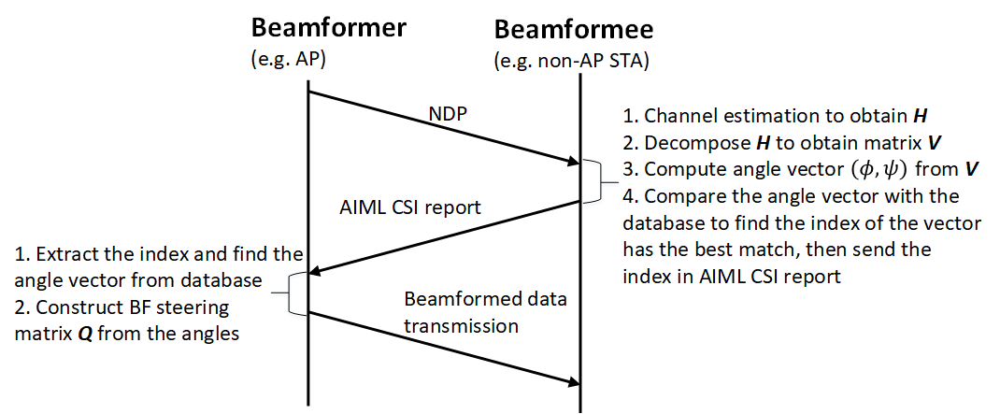 Beamformer
(e.g. AP)
Beamformee
(e.g. non-AP STA)
NDP
1. Channel estimation to obtain H
2. Decompose H to obtain matrix V
3. Compute angle vector (ϕ,ψ) from V
4. Compare the angle vector with the
database to find the index of the vector
has the best match, then send the
index in AIML CSI report
AIML CSI report
1. Extract the index and find the
angle vector from database
2. Construct BF steering
matrix Q from the angles
Beamformed data
transmission